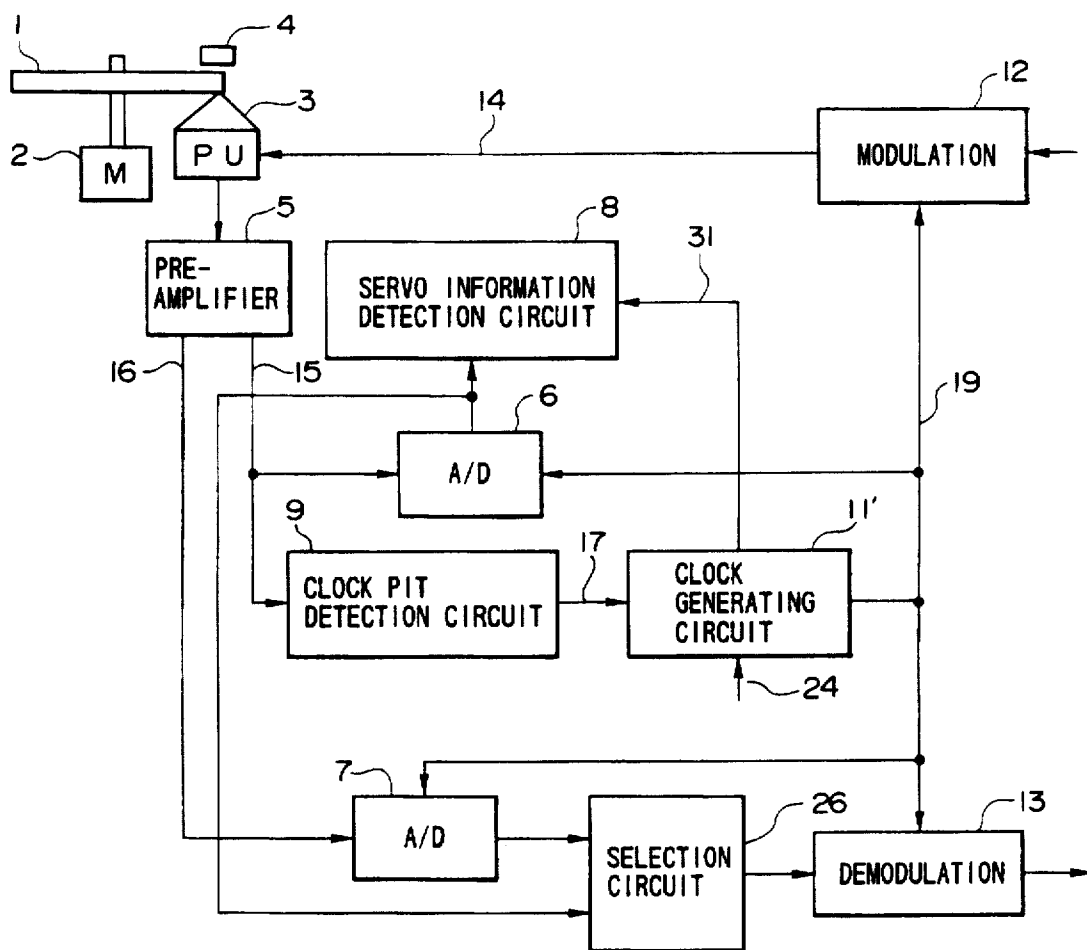 1
4
3
12
14
2
M
PU
MODULATION
5
8
31
PRE-
AMPLIFIER
SERVO INFORMATION
DETECTION CIRCUIT
16
15
6
19
A/D
9
11'
17
CLOCK PIT
DETECTION CIRCUIT
CLOCK
GENERATING
CIRCUIT
24
7
26
13
A/D
SELECTION
CIRCUIT
DEMODULATION